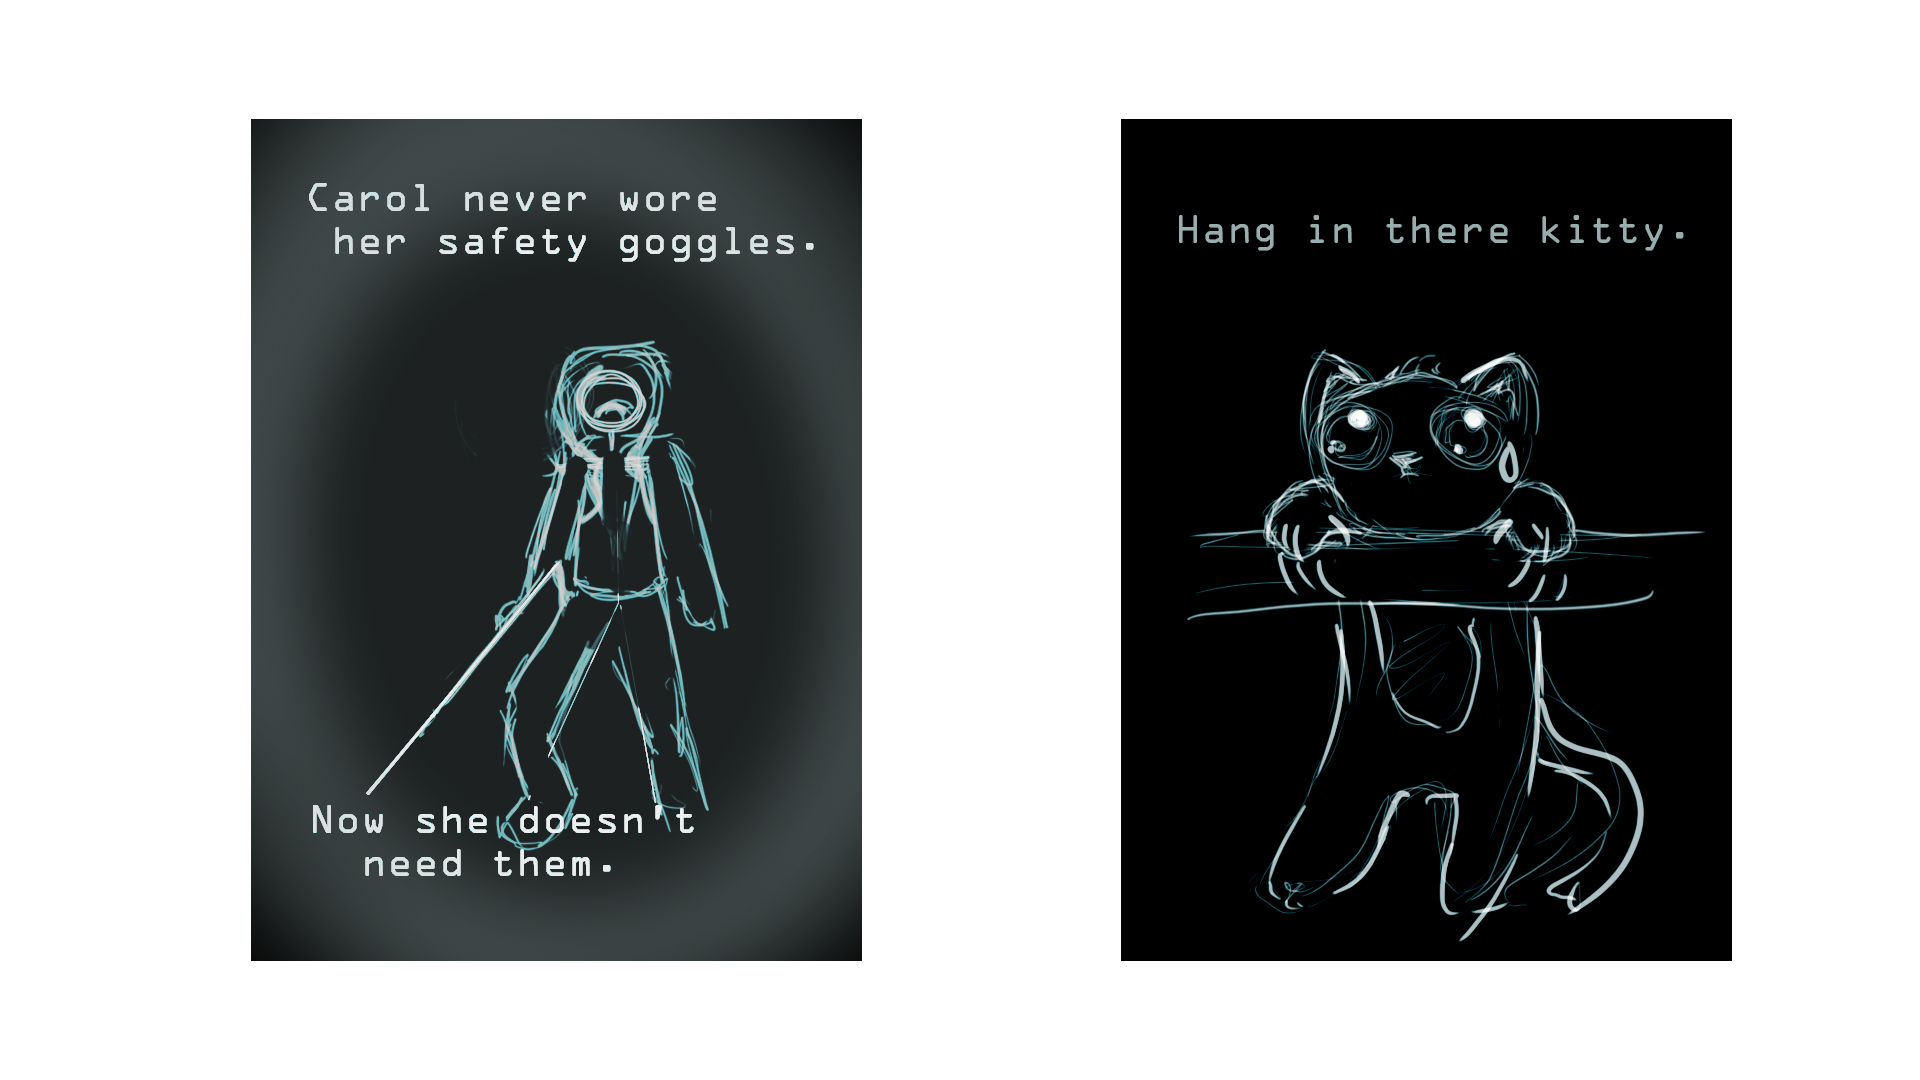 Carol never wore
her safety goggles.
Now she doesn't
need them.
Hang in there kitty.